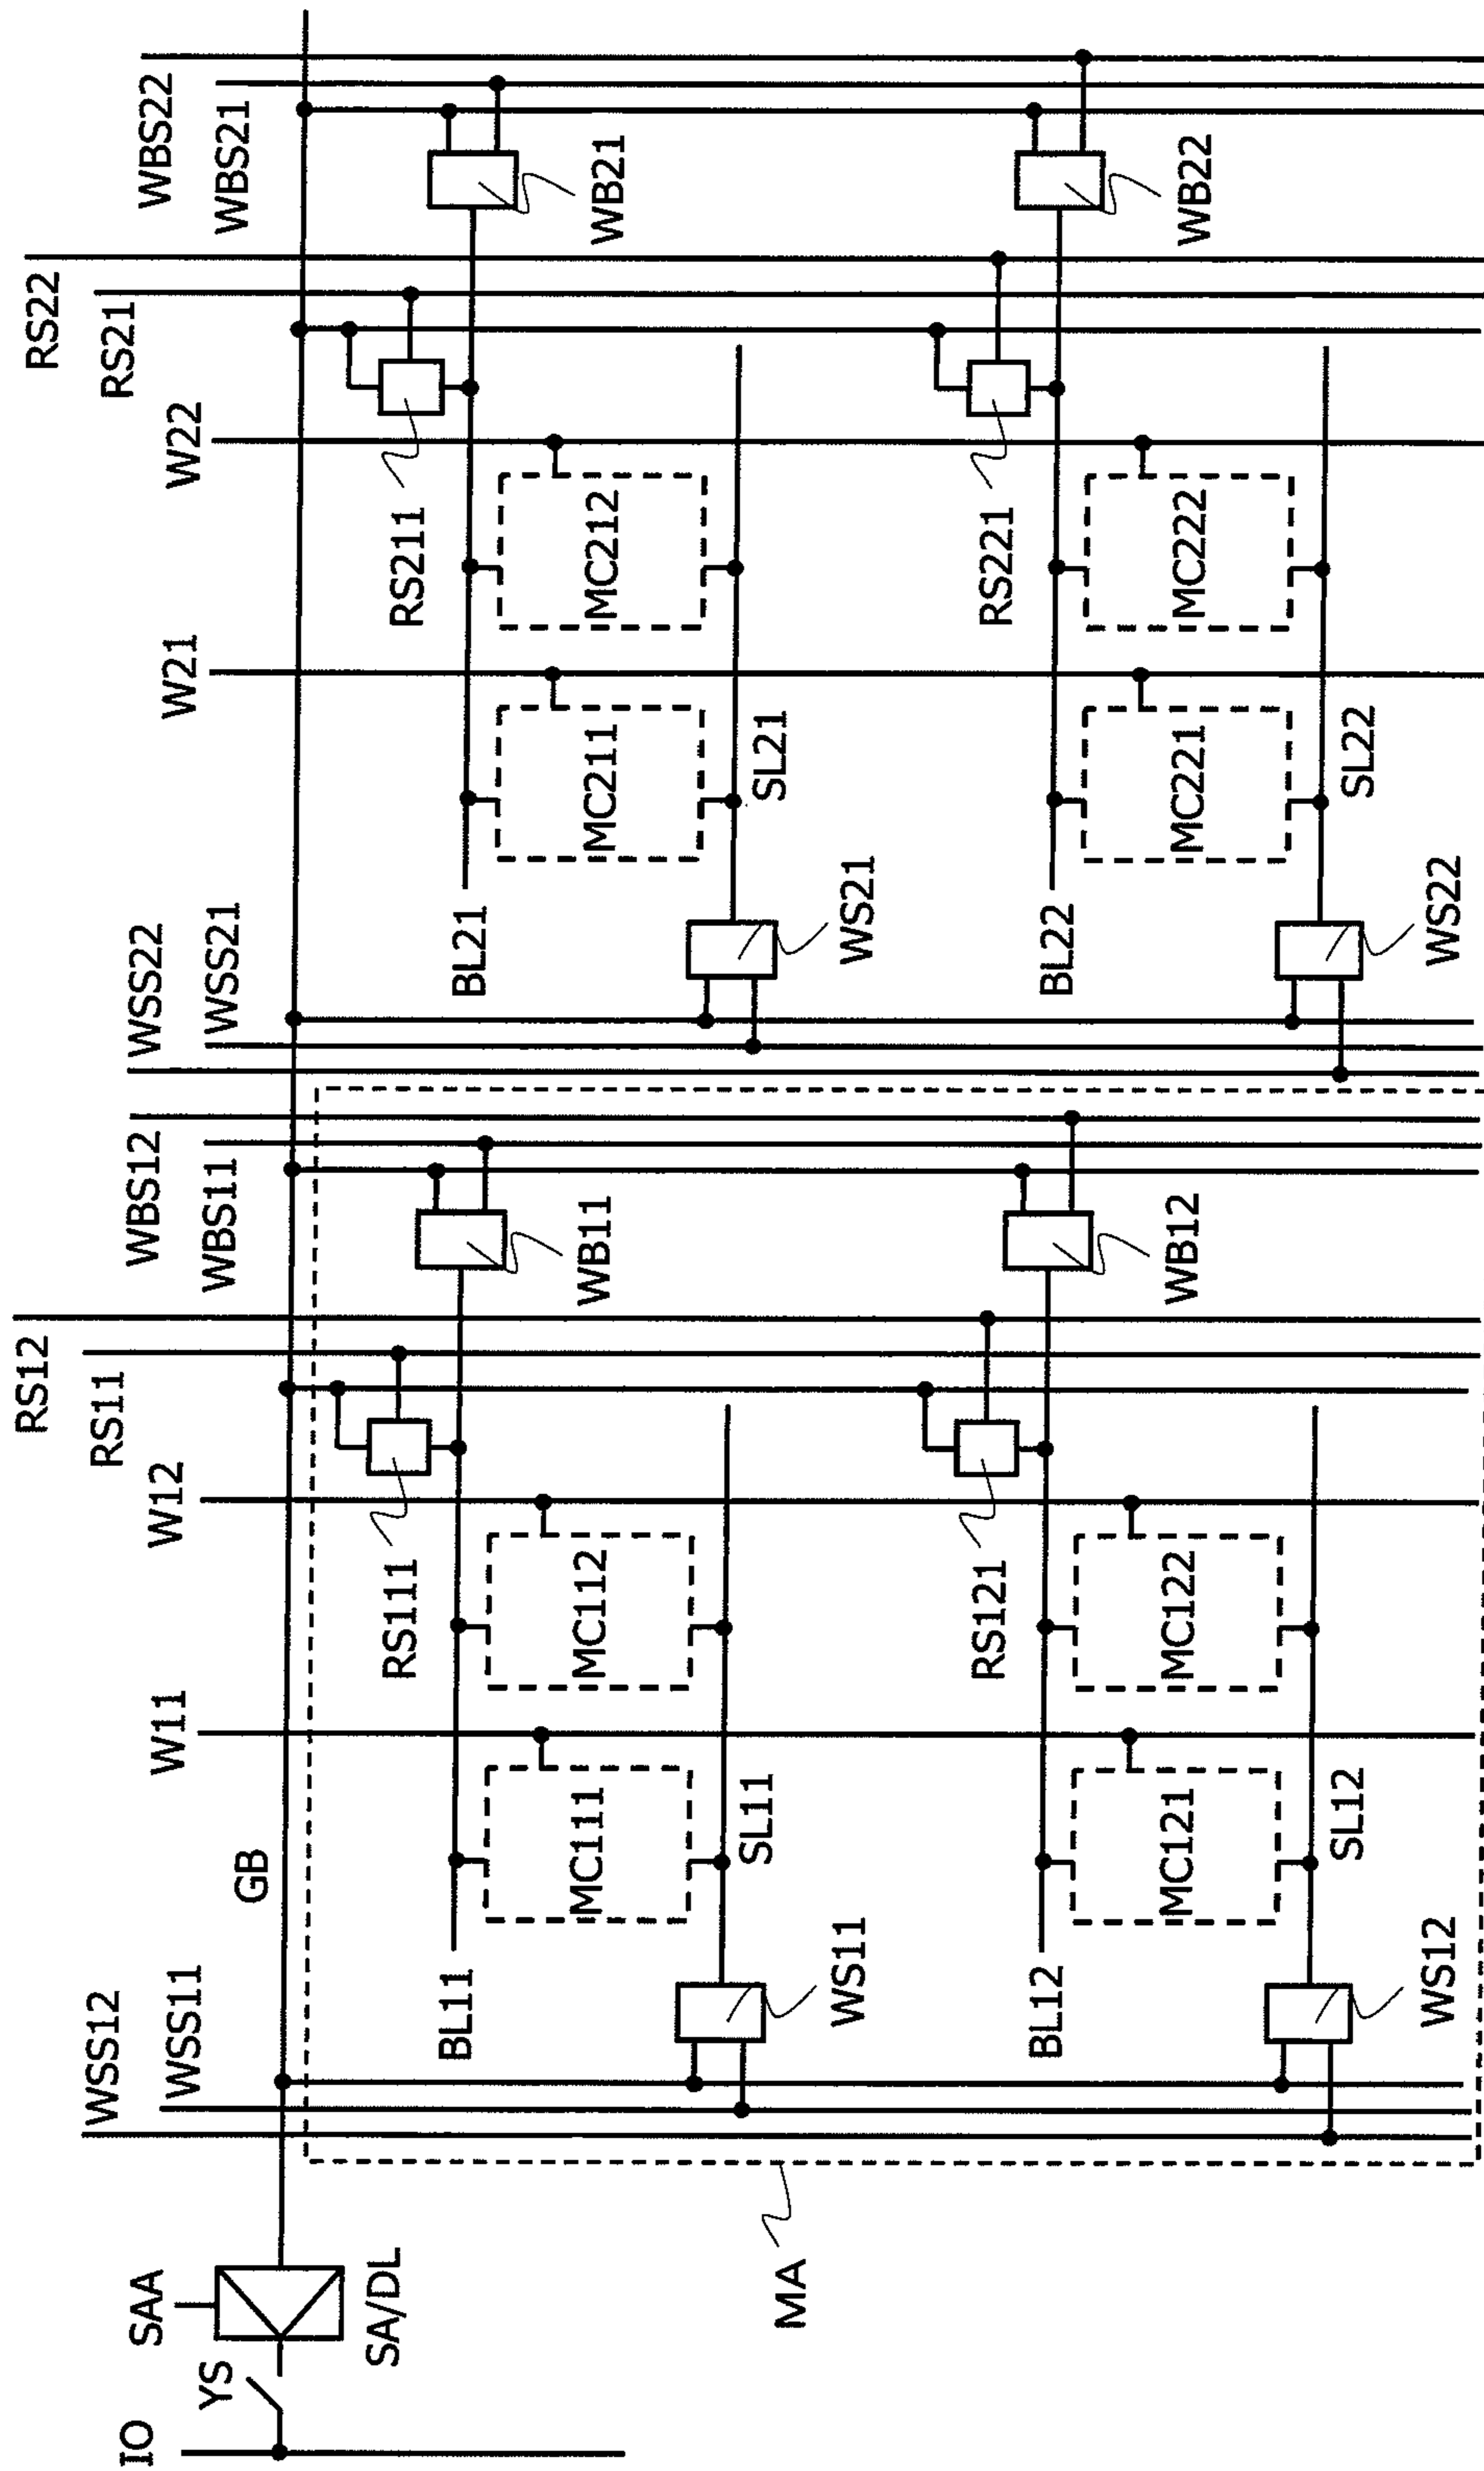 IO
YS
SAA
SA/DL
MA
WSS12
WSS11
GB
W11
W12
RS11
RS12
WBS11
WBS12
WSS22
WSS21
W21
W22
RS21
RS22
WBS21
WBS22
BL11
MC111
MC112
RS111
WB11
BL21
MC211
MC212
RS211
WB21
WS11
SL11
WS21
SL21
BL12
MC121
MC122
RS121
WB12
BL22
MC221
MC222
RS221
WB22
WS12
SL12
WS22
SL22